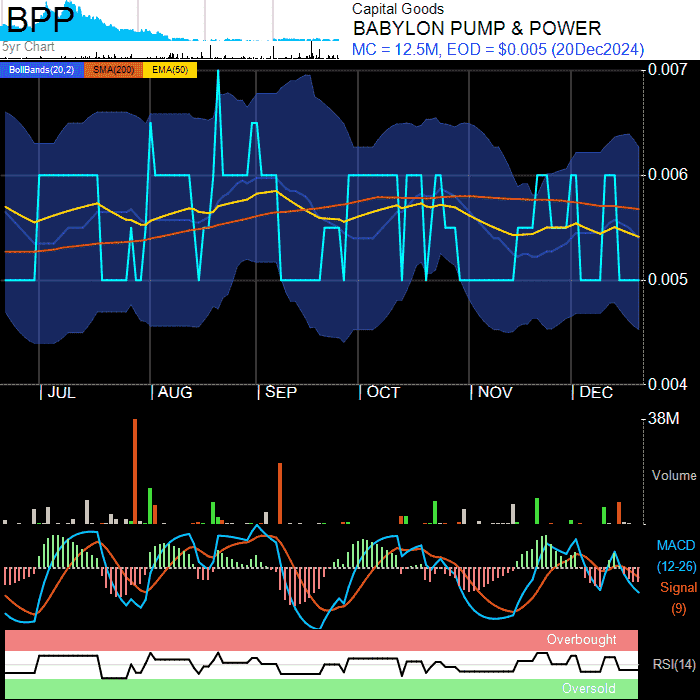 BPP
5yr Chart
Capital Goods
BABYLON PUMP & POWER
MC = 12.5M, EOD = $0.005 (20Dec2024)
BollBands(20,2) SMA(200) EMA(50)
0.007
0.006
0.005
0.004
JUL AUG SEP OCT NOV DEC
38M
Volume
MACD
(12-26)
Signal
(9)
Overbought
RSI(14)
Oversold